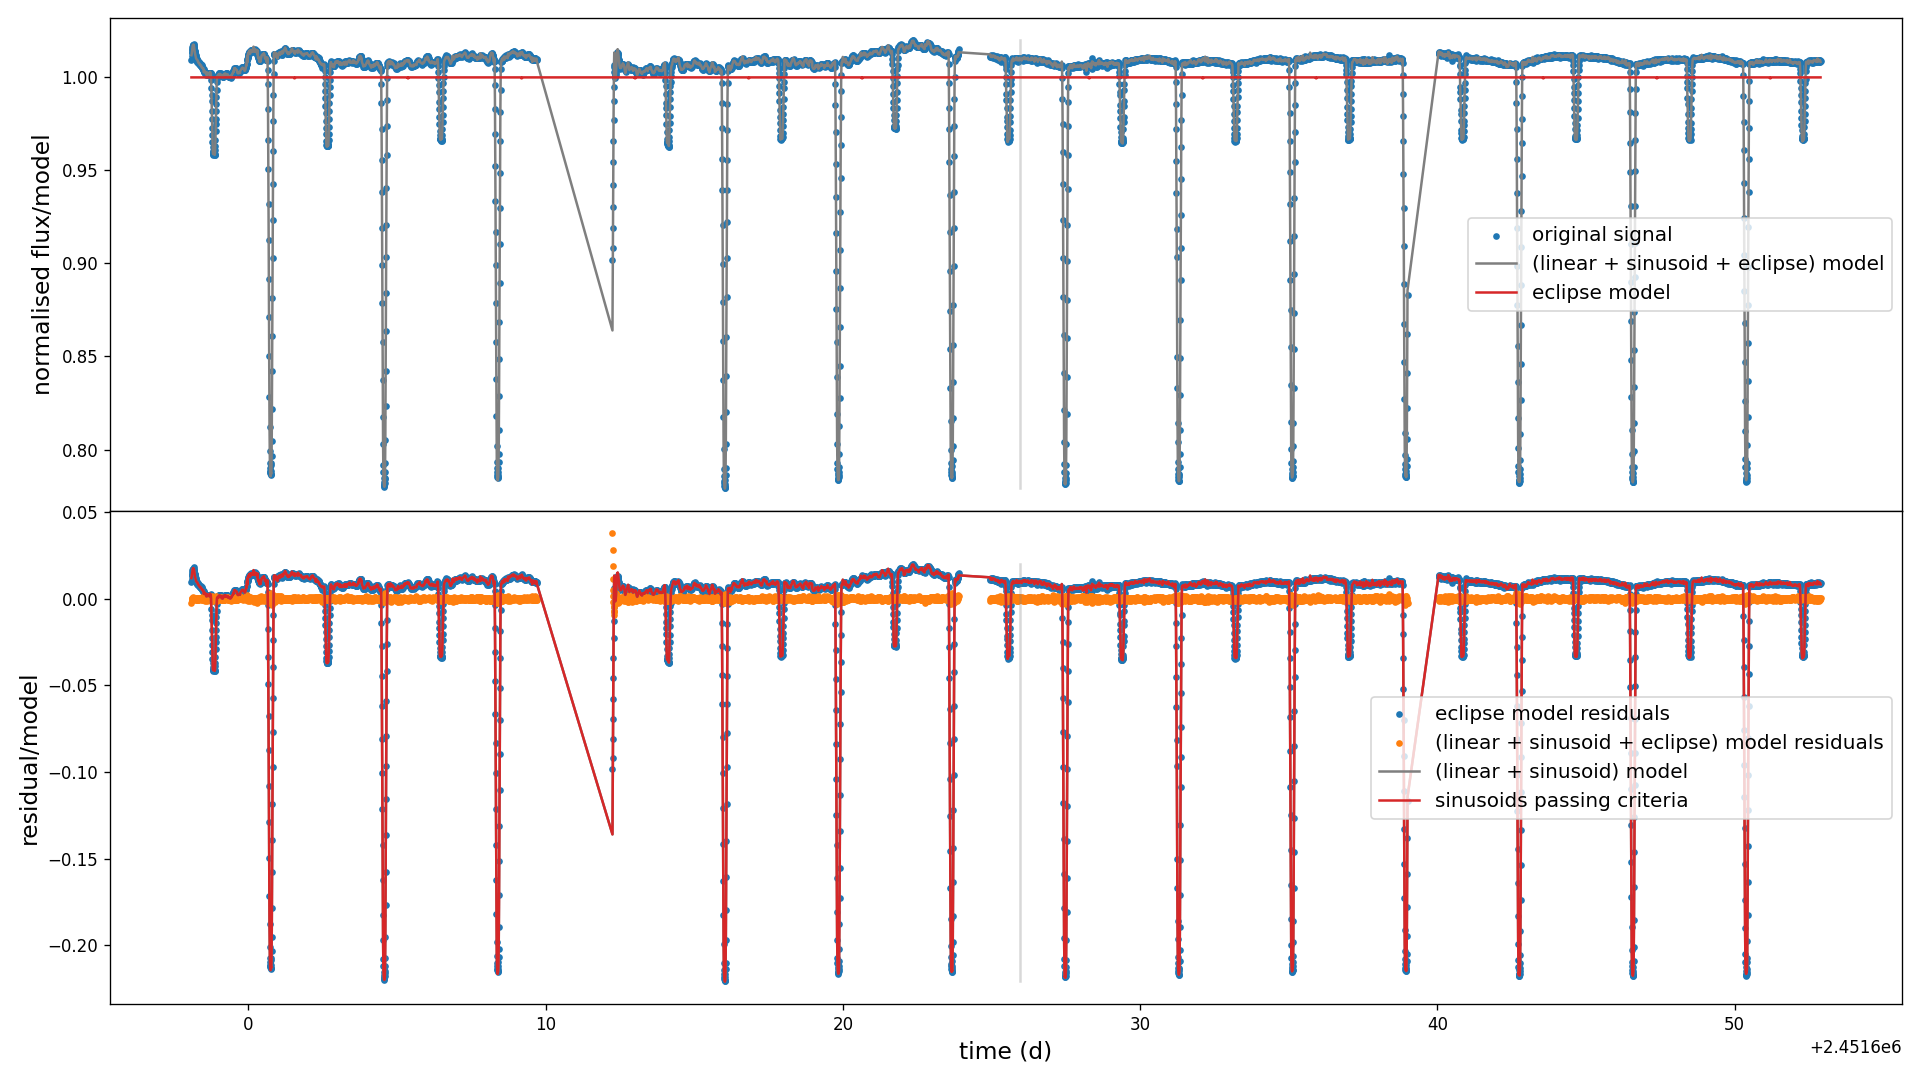 normalised flux/model
1.00
0.95
0.90
0.85
0.80
original signal
(linear + sinusoid + eclipse) model
eclipse model
residual/model
0.05
0.00
−0.05
−0.10
−0.15
−0.20
eclipse model residuals
(linear + sinusoid + eclipse) model residuals
(linear + sinusoid) model
sinusoids passing criteria
0
10
20
30
40
50
time (d)
+2.4516e6